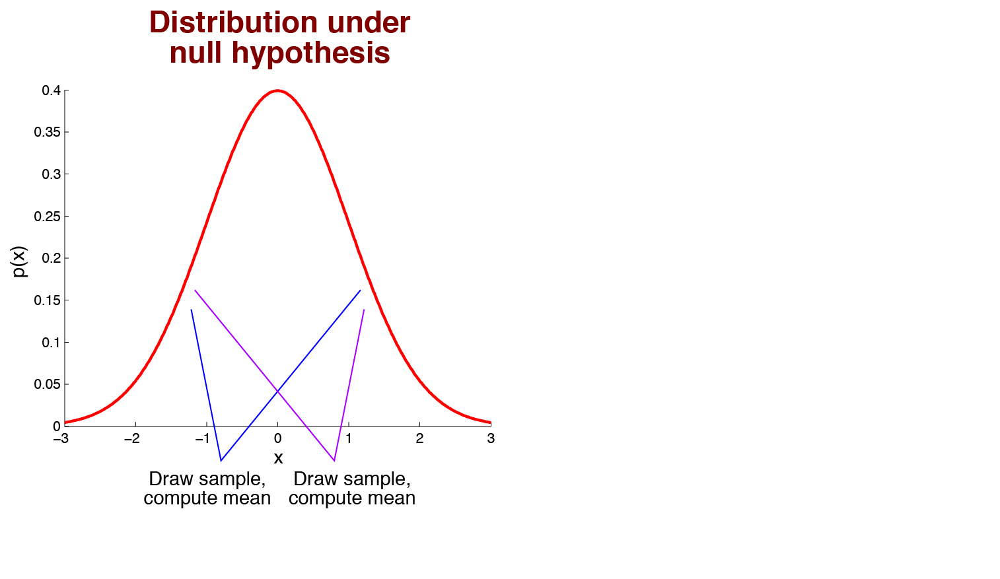 Distribution under
null hypothesis
0.4
0.35
0.3
0.25
0.2
0.15
0.1
0.05
0
p(x)
−3 −2 −1 0 1 2 3
x
Draw sample,
compute mean
Draw sample,
compute mean